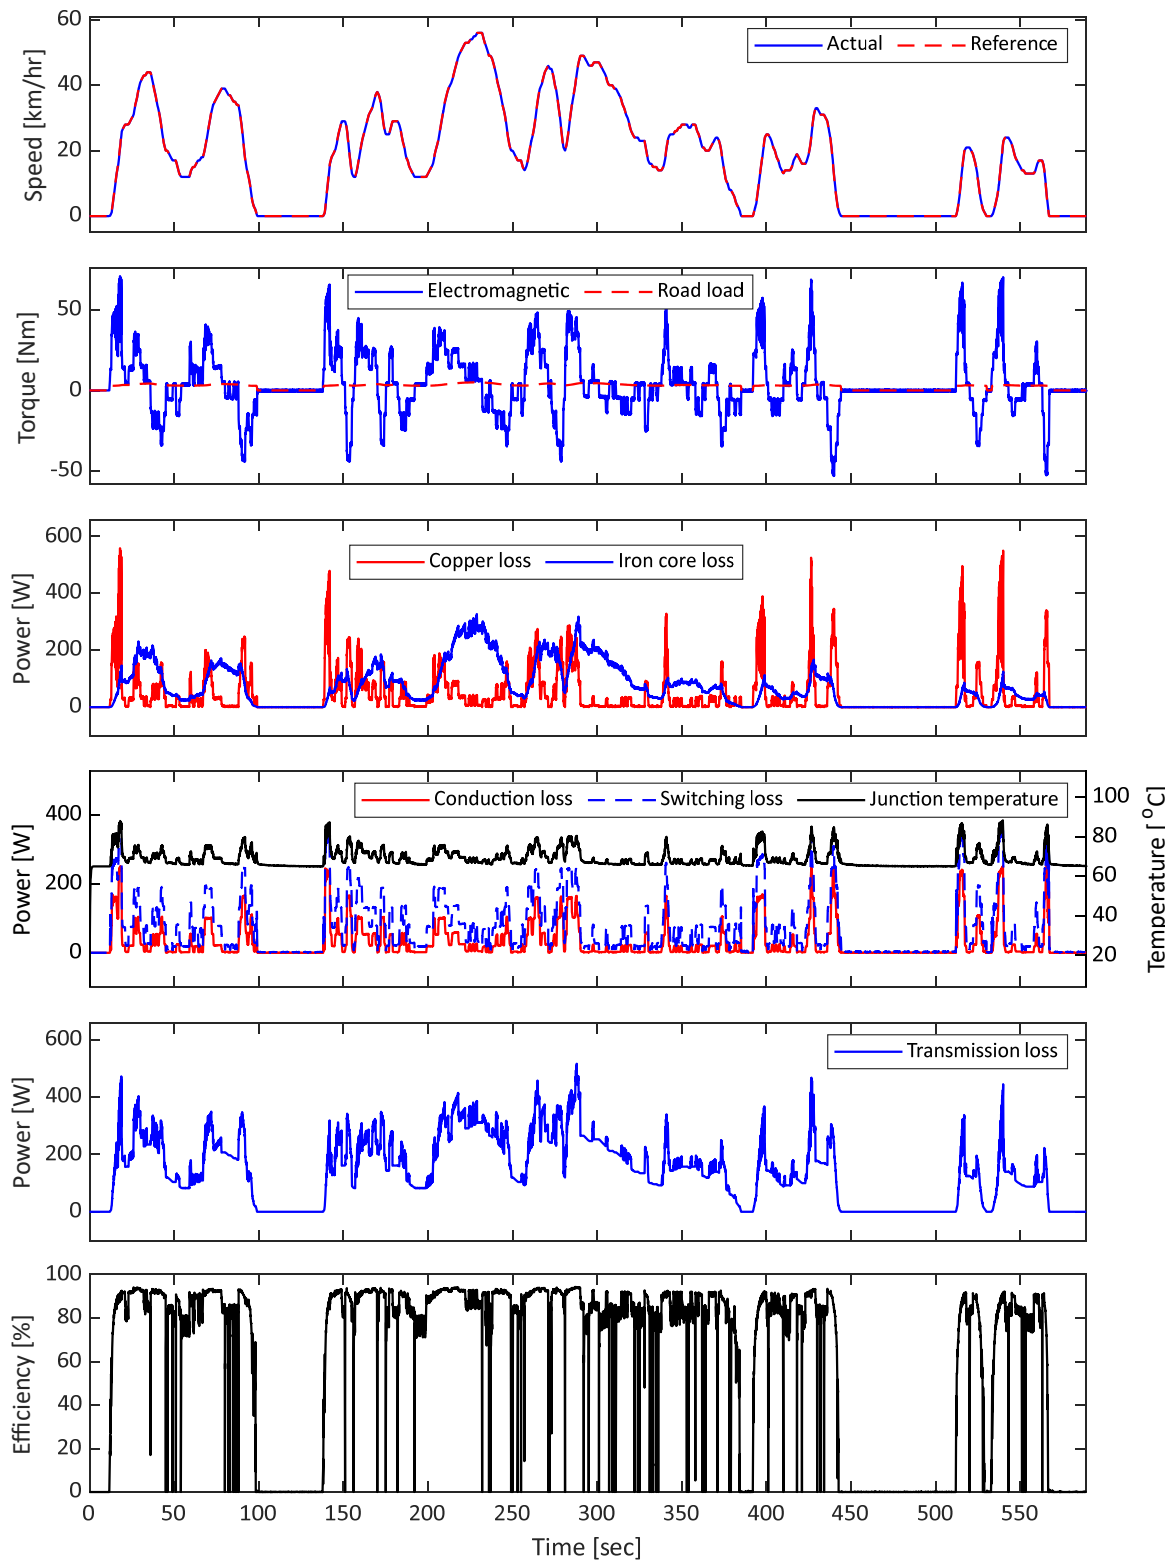 60
40
20
0
Speed [km/hr]
Actual
Reference
50
0
-50
Torque [Nm]
Electromagnetic
Road load
600
400
200
0
Power [W]
Copper loss
Iron core loss
400
200
0
Power [W]
Conduction loss
Switching loss
Junction temperature
100
80
60
40
20
Temperature [ °C]
600
400
200
0
Power [W]
Transmission loss
100
80
60
40
20
0
Efficiency [%]
0 50 100 150 200 250 300 350 400 450 500 550
Time [sec]